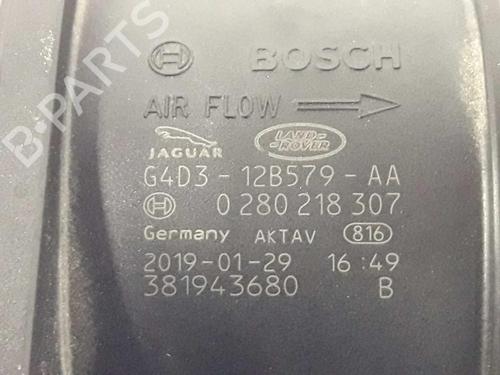 BOSCH
AIR FLOW
JAGUAR
LAND-
ROVER
G4D3 - 12B579 - AA
0 280 218 307
Germany AKTAV 816
2019-01-29 16:49
381943680 B
B-PARTS